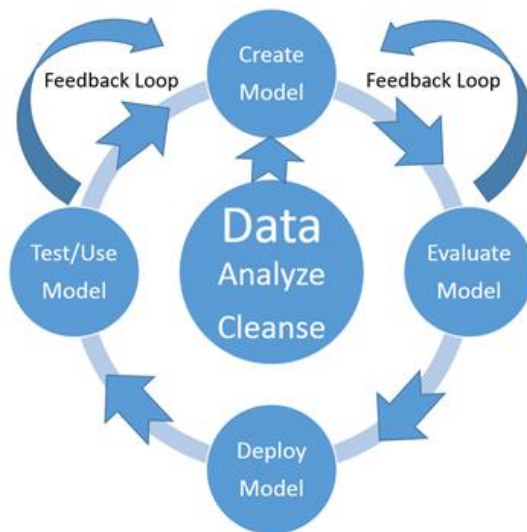 Create
Model
Feedback Loop
Feedback Loop
Data
Analyze
Cleanse
Test/Use
Model
Evaluate
Model
Deploy
Model